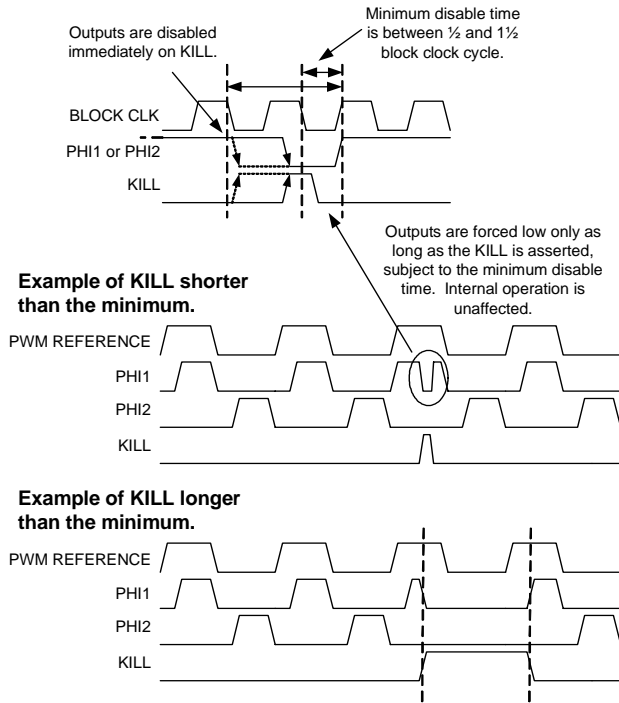 Minimum disable time
is between ½ and 1½
block clock cycle.
Outputs are disabled
immediately on KILL.
BLOCK CLK
PHI1 or PHI2
KILL
Outputs are forced low only as
long as the KILL is asserted,
subject to the minimum disable
time. Internal operation is
unaffected.
Example of KILL shorter
than the minimum.
PWM REFERENCE
PHI1
PHI2
KILL
Example of KILL longer
than the minimum.
PWM REFERENCE
PHI1
PHI2
KILL